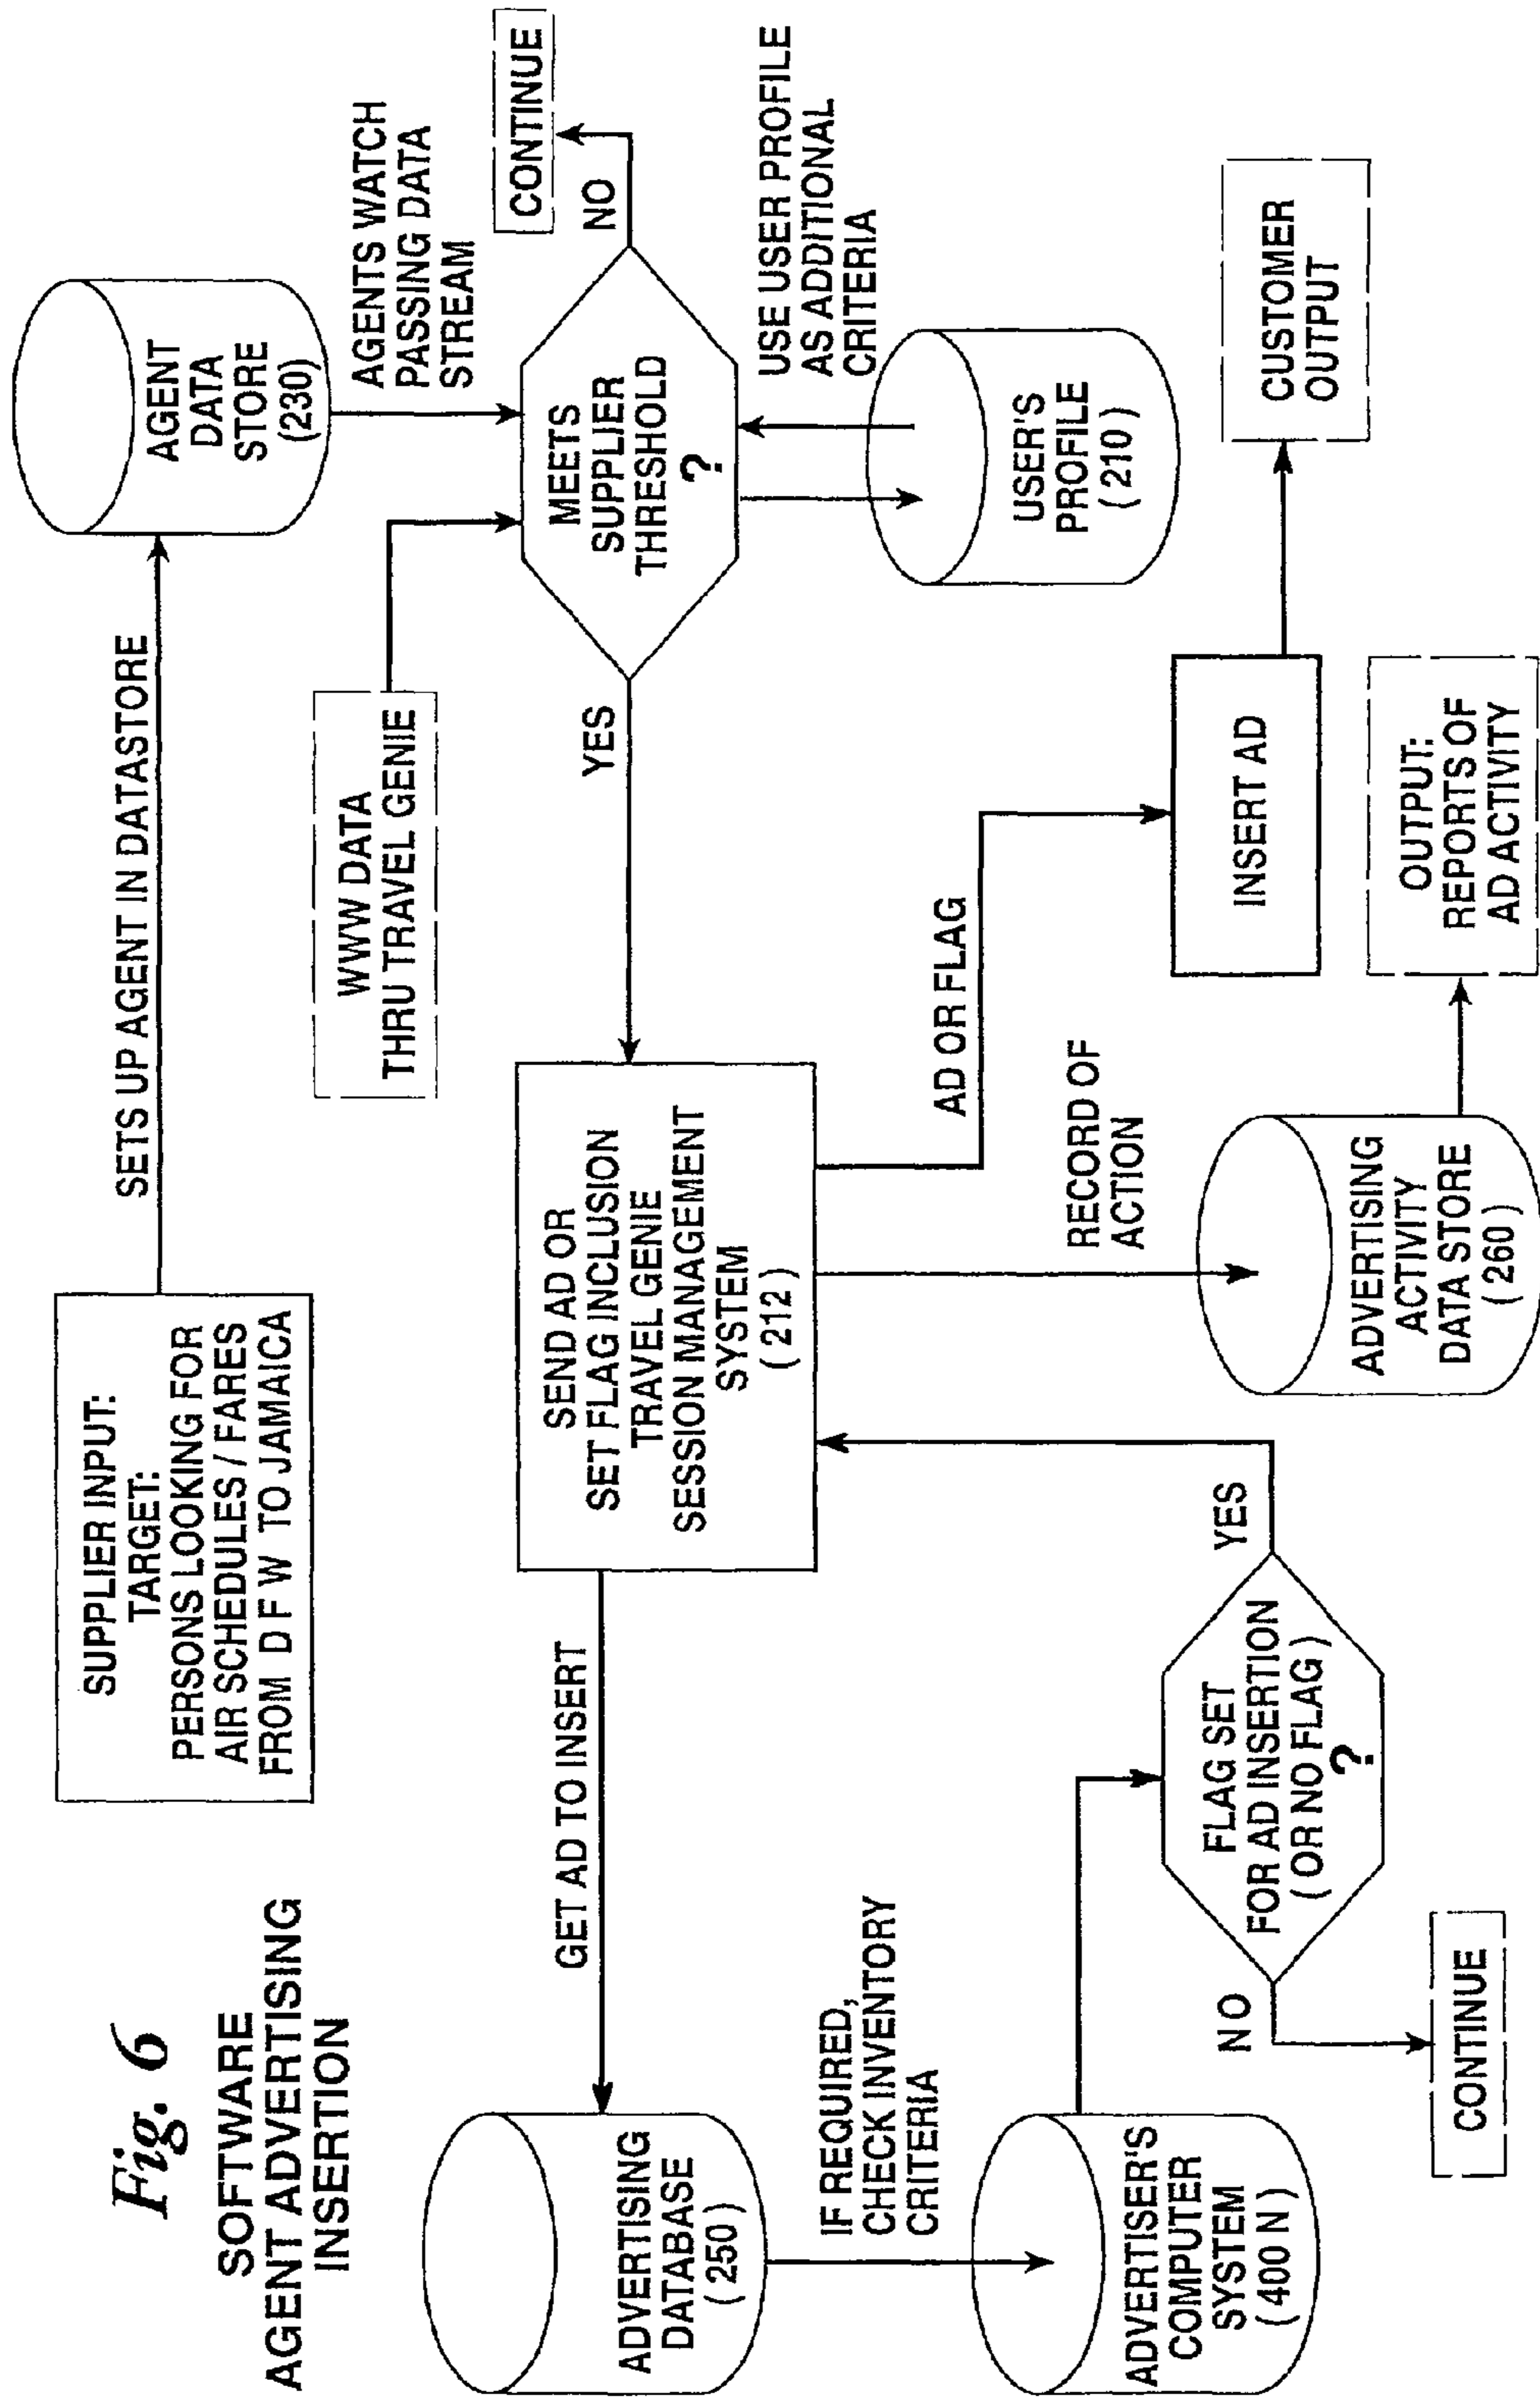 Fig. 6
SOFTWARE
AGENT ADVERTISING
INSERTION
SUPPLIER INPUT:
TARGET:
PERSONS LOOKING FOR
AIR SCHEDULES / FARES
FROM D F W TO JAMAICA
SETS UP AGENT IN DATASTORE
AGENT
DATA
STORE
(230)
AGENTS WATCH
PASSING DATA
STREAM
WWW DATA
THRU TRAVEL GENIE
MEETS
SUPPLIER
THRESHOLD
?
NO
CONTINUE
YES
USE USER PROFILE
AS ADDITIONAL
CRITERIA
USER'S
PROFILE
( 210 )
SEND AD OR
SET FLAG INCLUSION
TRAVEL GENIE
SESSION MANAGEMENT
SYSTEM
( 212 )
GET AD TO INSERT
ADVERTISING
DATABASE
( 250 )
IF REQUIRED,
CHECK INVENTORY
CRITERIA
ADVERTISER'S
COMPUTER
SYSTEM
( 400 N )
FLAG SET
FOR AD INSERTION
( OR NO FLAG )
?
YES
NO
CONTINUE
AD OR FLAG
RECORD OF
ACTION
ADVERTISING
ACTIVITY
DATA STORE
( 260 )
INSERT AD
CUSTOMER
OUTPUT
OUTPUT:
REPORTS OF
AD ACTIVITY